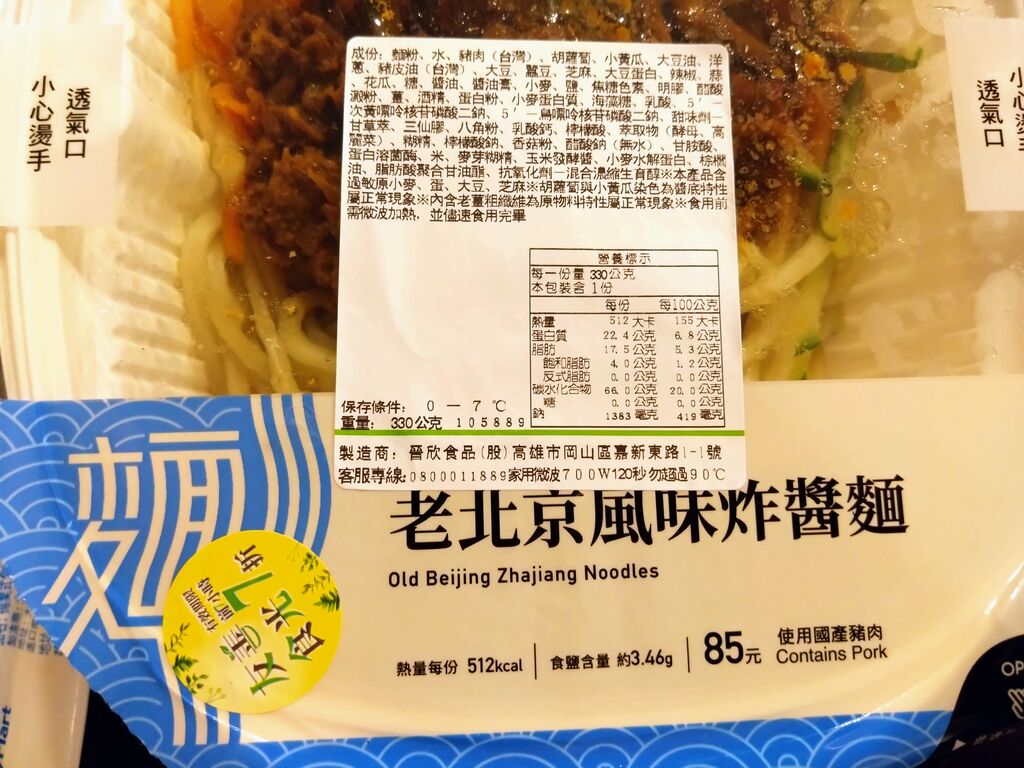 透氣口
小心燙手
成份：麵粉、水、豬肉（台灣）、胡蘿蔔、小黃瓜、大豆油、洋
蔥、豬皮油（台灣）、大豆、蠶豆、芝麻、大豆蛋白、辣椒、蒜
、花瓜、糖、醬油、醬油膏、小麥、鹽、焦糖色素、明膠、醋酸
澱粉、薑、酒精、蛋白粉、小麥蛋白質、海藻糖、乳酸、5'－
次黃嘌呤核苷磷酸二鈉、5'－鳥嘌呤核苷磷酸二鈉、甜味劑－
甘草萃、三仙膠、八角粉、乳酸鈣、檸檬酸、萃取物（酵母、高
麗菜）、糊精、檸檬酸鈉、香菇粉、醋酸鈉（無水）、甘胺酸、
蛋白溶菌酶、米、麥芽糊精、玉米發酵醬、小麥水解蛋白、棕櫚
油、脂肪酸聚合甘油酯、抗氧化劑－混合濃縮生育醇※本產品含
過敏原小麥、蛋、大豆、芝麻※胡蘿蔔與小黃瓜染色為醬底特性
屬正常現象※內含老薑粗纖維為原物料特性屬正常現象※食用前
需微波加熱，並儘速食用完畢
營養標示
每一份量 330公克
本包裝含 1份
每份 每100公克
熱量 512 大卡 155 大卡
蛋白質 22.4 公克 6.8 公克
脂肪 17.5 公克 5.3 公克
飽和脂肪 4.0 公克 1.2 公克
反式脂肪 0.0 公克 0.0 公克
碳水化合物 66.0 公克 20.0 公克
糖 0.0 公克 0.0 公克
鈉 1383 毫克 419 毫克
保存條件： 0 － 7 ℃
重量： 330公克 105889
製造商：晉欣食品(股)高雄市岡山區嘉新東路1-1號
客服專線:0800011889家用微波700W120秒勿超過90℃
透氣口
小心燙手
麵
老北京風味炸醬麵
Old Beijing Zhajiang Noodles
有效期限
前小時
友善食光7折
熱量每份 512kcal
食鹽含量 約3.46g
85元
使用國產豬肉
Contains Pork
OP